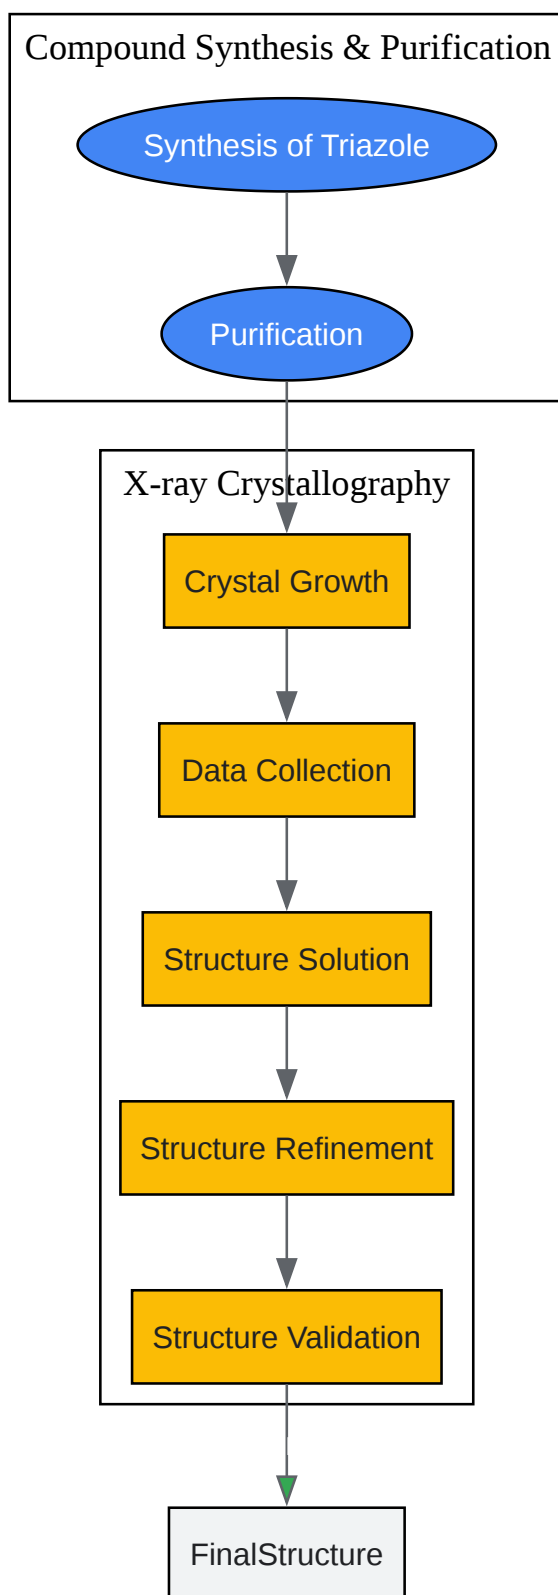 Compound Synthesis & Purification
Synthesis of Triazole
Purification
X-ray Crystallography
Crystal Growth
Data Collection
Structure Solution
Structure Refinement
Structure Validation
FinalStructure